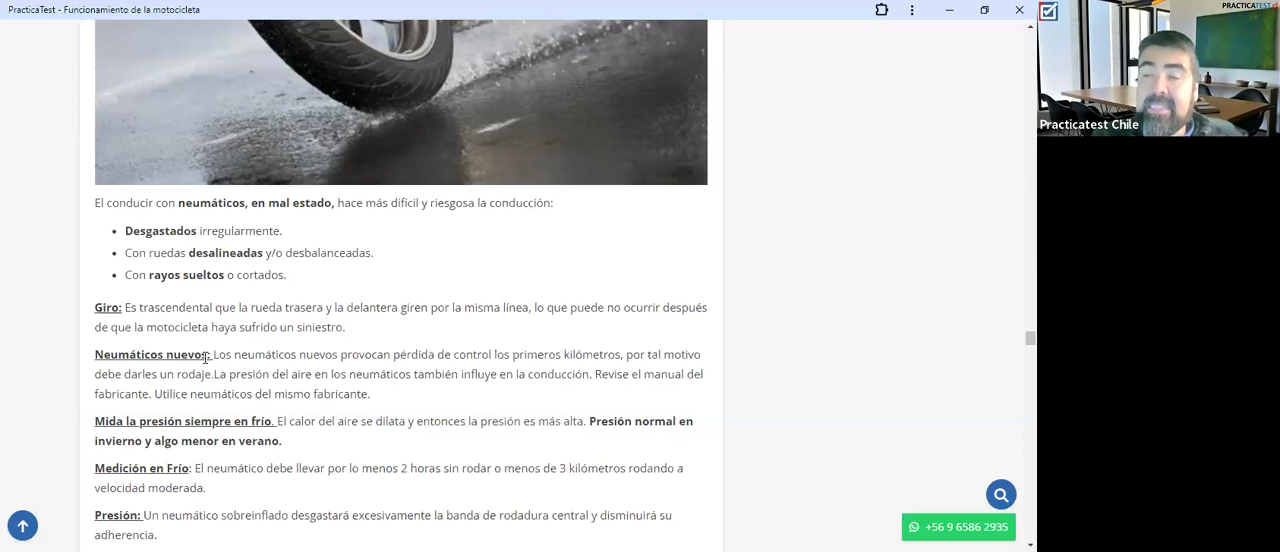 PracticaTest - Funcionamiento de la motocicleta
PRACTICATEST
Practicatest Chile
El conducir con neumáticos, en mal estado, hace más difícil y riesgosa la conducción:
Desgastados irregularmente.
Con ruedas desalineadas y/o desbalanceadas.
Con rayos sueltos o cortados.
Giro: Es trascendental que la rueda trasera y la delantera giren por la misma línea, lo que puede no ocurrir después
de que la motocicleta haya sufrido un siniestro.
Neumáticos nuevos: Los neumáticos nuevos provocan pérdida de control los primeros kilómetros, por tal motivo
debe darles un rodaje.La presión del aire en los neumáticos también influye en la conducción. Revise el manual del
fabricante. Utilice neumáticos del mismo fabricante.
Mida la presión siempre en frío. El calor del aire se dilata y entonces la presión es más alta. Presión normal en
invierno y algo menor en verano.
Medición en Frío: El neumático debe llevar por lo menos 2 horas sin rodar o menos de 3 kilómetros rodando a
velocidad moderada.
Presión: Un neumático sobreinflado desgastará excesivamente la banda de rodadura central y disminuirá su
adherencia.
+56 9 6586 2935